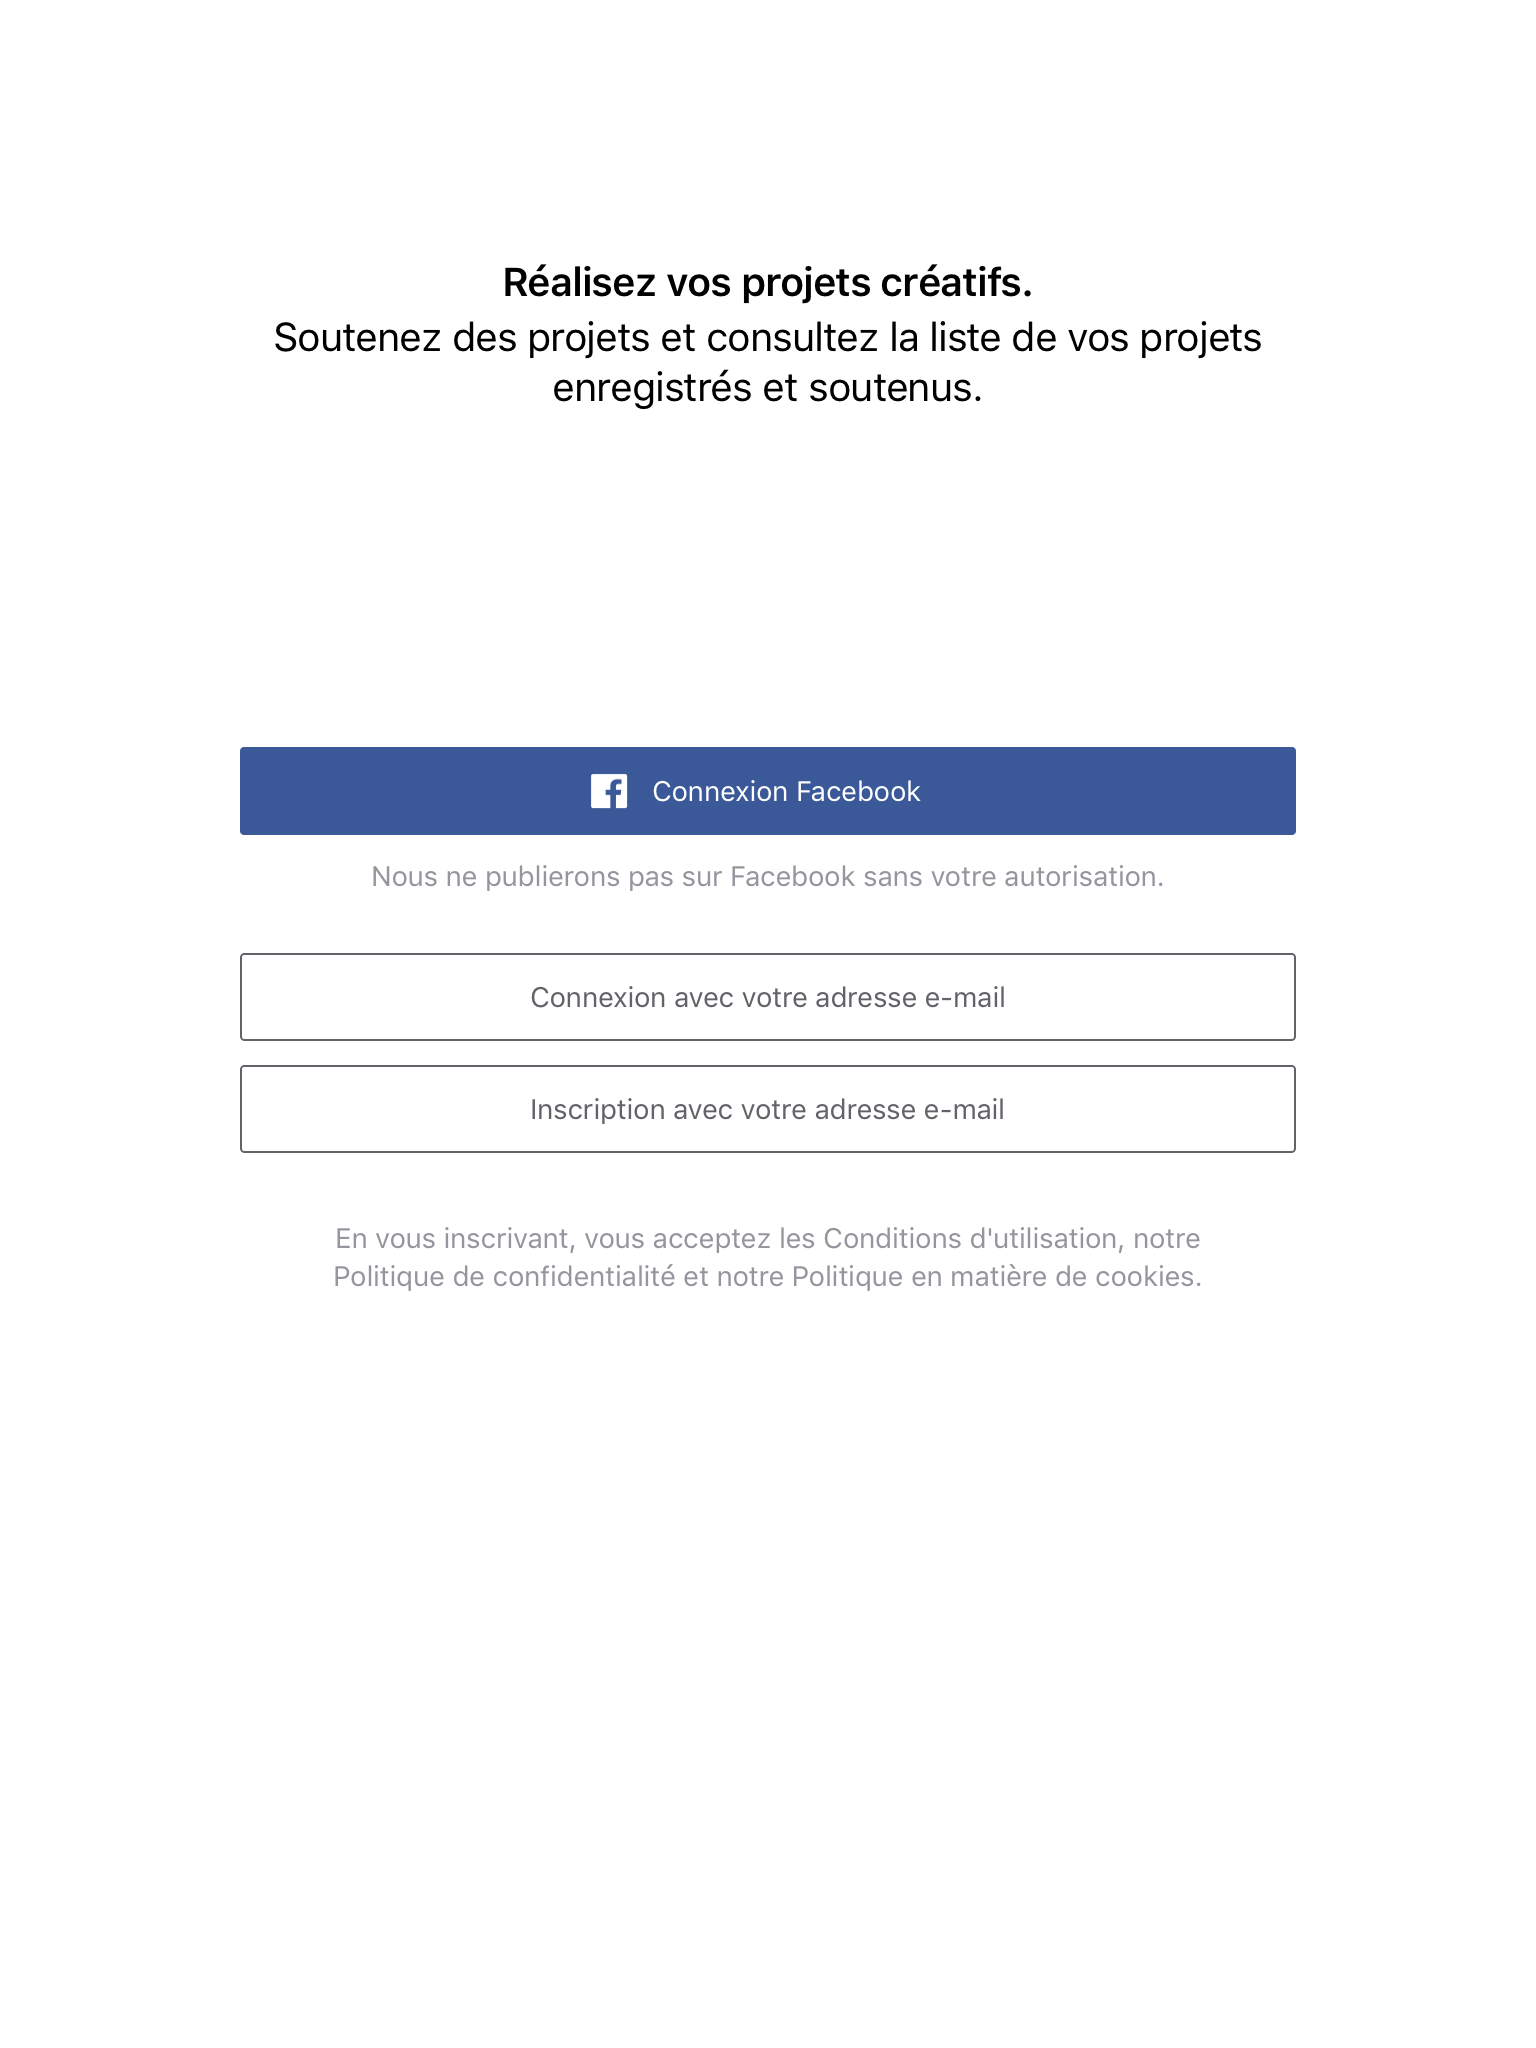 Réalisez vos projets créatifs.
Soutenez des projets et consultez la liste de vos projets
enregistrés et soutenus.
Connexion Facebook
Nous ne publierons pas sur Facebook sans votre autorisation.
Connexion avec votre adresse e-mail
Inscription avec votre adresse e-mail
En vous inscrivant, vous acceptez les Conditions d'utilisation, notre
Politique de confidentialité et notre Politique en matière de cookies.